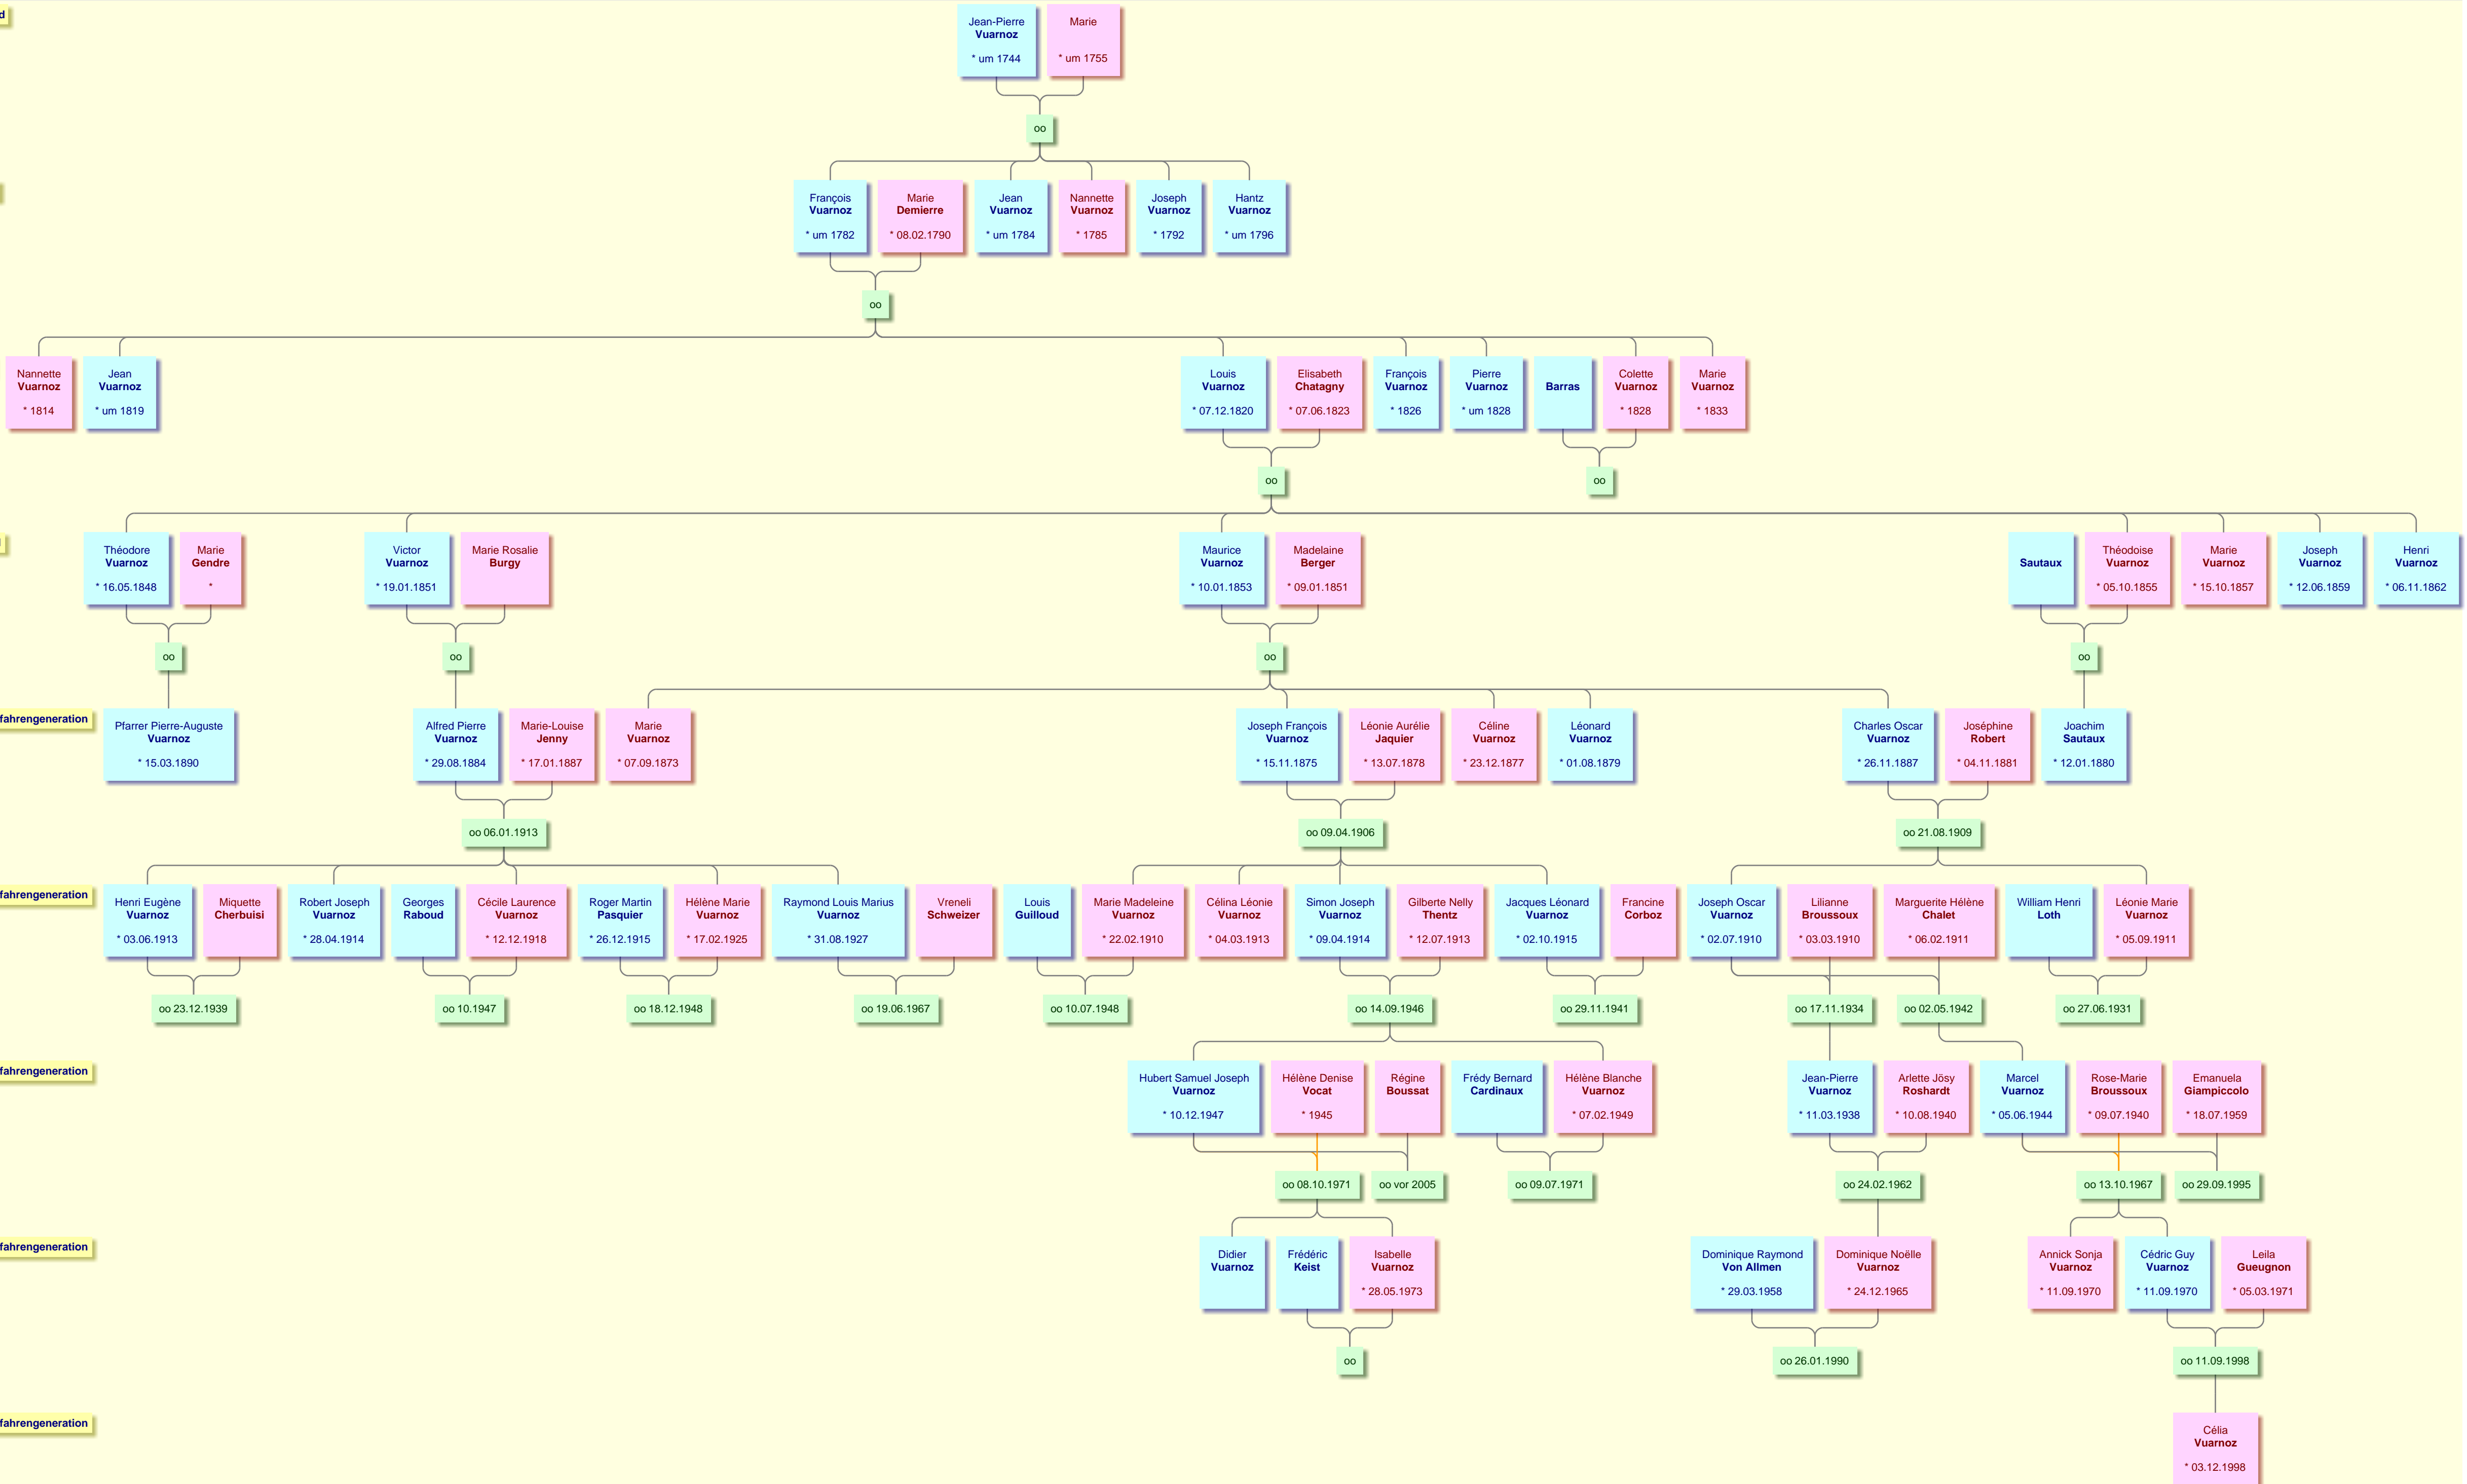 d
Jean-Pierre
Vuarnoz
* um 1744
Marie
* um 1755
oo
François
Vuarnoz
* um 1782
Marie
Demierre
* 08.02.1790
Jean
Vuarnoz
* um 1784
Nannette
Vuarnoz
* 1785
Joseph
Vuarnoz
* 1792
Hantz
Vuarnoz
* um 1796
oo
Nannette
Vuarnoz
* 1814
Jean
Vuarnoz
* um 1819
Louis
Vuarnoz
* 07.12.1820
Elisabeth
Chatagny
* 07.06.1823
François
Vuarnoz
* 1826
Pierre
Vuarnoz
* um 1828
Barras
Colette
Vuarnoz
* 1828
Marie
Vuarnoz
* 1833
oo
oo
Théodore
Vuarnoz
* 16.05.1848
Marie
Gendre
*
Victor
Vuarnoz
* 19.01.1851
Marie Rosalie
Burgy
Maurice
Vuarnoz
* 10.01.1853
Madelaine
Berger
* 09.01.1851
Sautaux
Théodoise
Vuarnoz
* 05.10.1855
Marie
Vuarnoz
* 15.10.1857
Joseph
Vuarnoz
* 12.06.1859
Henri
Vuarnoz
* 06.11.1862
oo
oo
oo
oo
fahrengeneration
Pfarrer Pierre-Auguste
Vuarnoz
* 15.03.1890
Alfred Pierre
Vuarnoz
* 29.08.1884
Marie-Louise
Jenny
* 17.01.1887
Marie
Vuarnoz
* 07.09.1873
Joseph François
Vuarnoz
* 15.11.1875
Léonie Aurélie
Jaquier
* 13.07.1878
Céline
Vuarnoz
* 23.12.1877
Léonard
Vuarnoz
* 01.08.1879
Charles Oscar
Vuarnoz
* 26.11.1887
Joséphine
Robert
* 04.11.1881
Joachim
Sautaux
* 12.01.1880
oo 06.01.1913
oo 09.04.1906
oo 21.08.1909
fahrengeneration
Henri Eugène
Vuarnoz
* 03.06.1913
Miquette
Cherbuisi
Robert Joseph
Vuarnoz
* 28.04.1914
Georges
Raboud
Cécile Laurence
Vuarnoz
* 12.12.1918
Roger Martin
Pasquier
* 26.12.1915
Hélène Marie
Vuarnoz
* 17.02.1925
Raymond Louis Marius
Vuarnoz
* 31.08.1927
Vreneli
Schweizer
Louis
Guilloud
Marie Madeleine
Vuarnoz
* 22.02.1910
Célina Léonie
Vuarnoz
* 04.03.1913
Simon Joseph
Vuarnoz
* 09.04.1914
Gilberte Nelly
Thentz
* 12.07.1913
Jacques Léonard
Vuarnoz
* 02.10.1915
Francine
Corboz
Joseph Oscar
Vuarnoz
* 02.07.1910
Lilianne
Broussoux
* 03.03.1910
Marguerite Hélène
Chalet
* 06.02.1911
William Henri
Loth
Léonie Marie
Vuarnoz
* 05.09.1911
oo 23.12.1939
oo 10.1947
oo 18.12.1948
oo 19.06.1967
oo 10.07.1948
oo 14.09.1946
oo 29.11.1941
oo 17.11.1934
oo 02.05.1942
oo 27.06.1931
fahrengeneration
Hubert Samuel Joseph
Vuarnoz
* 10.12.1947
Hélène Denise
Vocat
* 1945
Régine
Boussat
Frédy Bernard
Cardinaux
Hélène Blanche
Vuarnoz
* 07.02.1949
Jean-Pierre
Vuarnoz
* 11.03.1938
Arlette Jösy
Roshardt
* 10.08.1940
Marcel
Vuarnoz
* 05.06.1944
Rose-Marie
Broussoux
* 09.07.1940
Emanuela
Giampiccolo
* 18.07.1959
oo 08.10.1971
oo vor 2005
oo 09.07.1971
oo 24.02.1962
oo 13.10.1967
oo 29.09.1995
fahrengeneration
Didier
Vuarnoz
Frédéric
Keist
Isabelle
Vuarnoz
* 28.05.1973
Dominique Raymond
Von Allmen
* 29.03.1958
Dominique Noëlle
Vuarnoz
* 24.12.1965
Annick Sonja
Vuarnoz
* 11.09.1970
Cédric Guy
Vuarnoz
* 11.09.1970
Leila
Gueugnon
* 05.03.1971
oo
oo 26.01.1990
oo 11.09.1998
fahrengeneration
Célia
Vuarnoz
* 03.12.1998